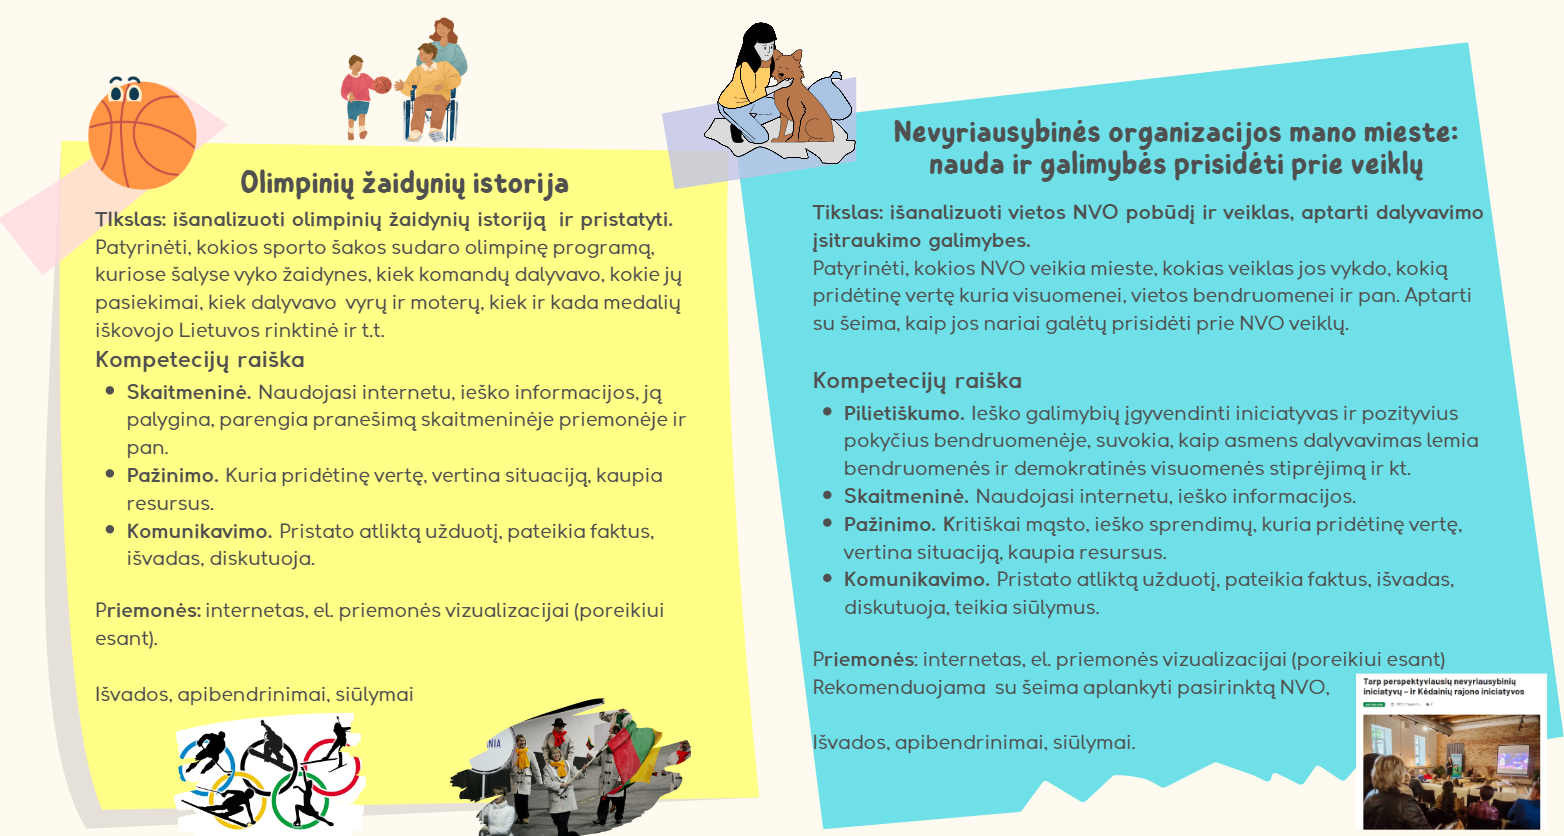 Olimpinių žaidynių istorija
TIkslas: išanalizuoti olimpinių žaidynių istoriją  ir pristatyti.
Patyrinėti, kokios sporto šakos sudaro olimpinę programą,
kuriose šalyse vyko žaidynes, kiek komandų dalyvavo, kokie jų
pasiekimai, kiek dalyvavo  vyrų ir moterų, kiek ir kada medalių
iškovojo Lietuvos rinktinė ir t.t.
Kompetecijų raiška
• Skaitmeninė. Naudojasi internetu, ieško informacijos, ją
palygina, parengia pranešimą skaitmeninėje priemonėje ir
pan.
• Pažinimo. Kuria pridėtinę vertę, vertina situaciją, kaupia
resursus.
• Komunikavimo. Pristato atliktą užduotį, pateikia faktus,
išvadas, diskutuoja.
Priemonės: internetas, el. priemonės vizualizacijai (poreikiui
esant).
Išvados, apibendrinimai, siūlymai
NIA
Nevyriausybinės organizacijos mano mieste:
nauda ir galimybės prisidėti prie veiklų
Tikslas: išanalizuoti vietos NVO pobūdį ir veiklas, aptarti dalyvavimo
įsitraukimo galimybes.
Patyrinėti, kokios NVO veikia mieste, kokias veiklas jos vykdo, kokią
pridėtinę vertę kuria visuomenei, vietos bendruomenei ir pan. Aptarti
su šeima, kaip jos nariai galėtų prisidėti prie NVO veiklų.
Kompetecijų raiška
• Pilietiškumo. Ieško galimybių įgyvendinti iniciatyvas ir pozityvius
pokyčius bendruomenėje, suvokia, kaip asmens dalyvavimas lemia
bendruomenės ir demokratinės visuomenės stiprėjimą ir kt.
• Skaitmeninė. Naudojasi internetu, ieško informacijos.
• Pažinimo. Kritiškai mąsto, ieško sprendimų, kuria pridėtinę vertę,
vertina situaciją, kaupia resursus.
• Komunikavimo. Pristato atliktą užduotį, pateikia faktus, išvadas,
diskutuoja, teikia siūlymus.
Priemonės: internetas, el. priemonės vizualizacijai (poreikiui esant)
Rekomenduojama  su šeima aplankyti pasirinktą NVO,
Išvados, apibendrinimai, siūlymai.
Tarp perspektyviausių nevyriausybinių
iniciatyvų – ir Kėdainių rajono iniciatyvos